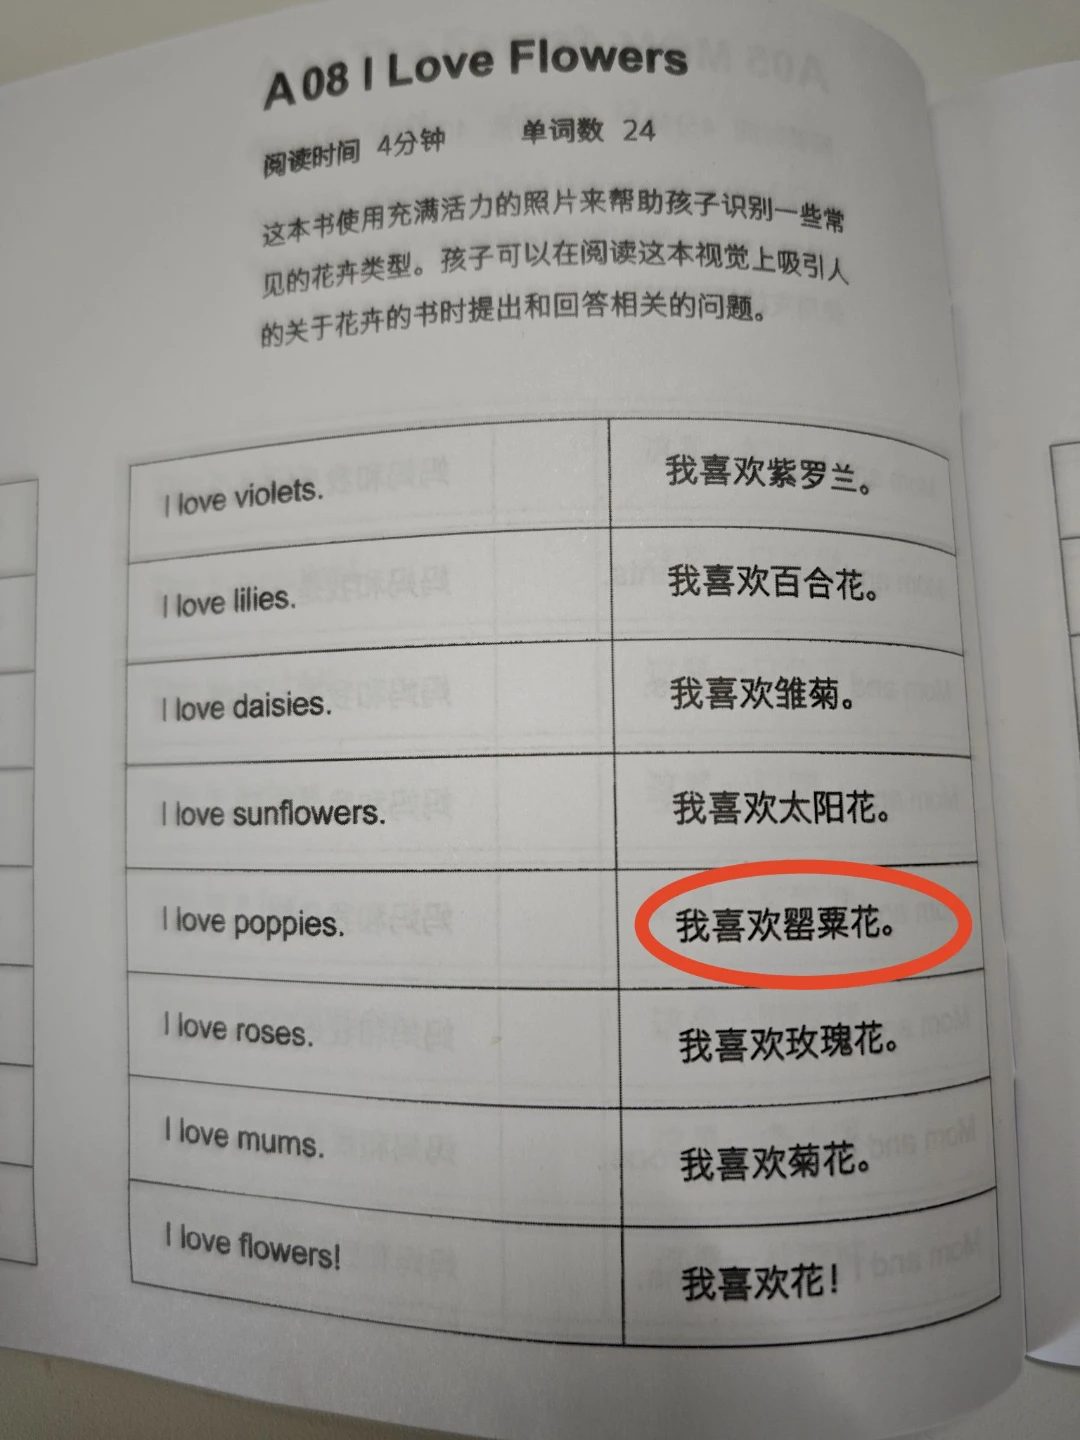 A 08 I Love Flowers
阅读时间 4分钟 单词数 24
这本书使用充满活力的照片来帮助孩子识别一些常
见的花卉类型。孩子可以在阅读这本视觉上吸引人
的关于花卉的书时提出和回答相关的问题。
I love violets. 我喜欢紫罗兰。
I love lilies. 我喜欢百合花。
I love daisies. 我喜欢雏菊。
I love sunflowers. 我喜欢太阳花。
I love poppies. 我喜欢罂粟花。
I love roses. 我喜欢玫瑰花。
I love mums. 我喜欢菊花。
I love flowers! 我喜欢花！